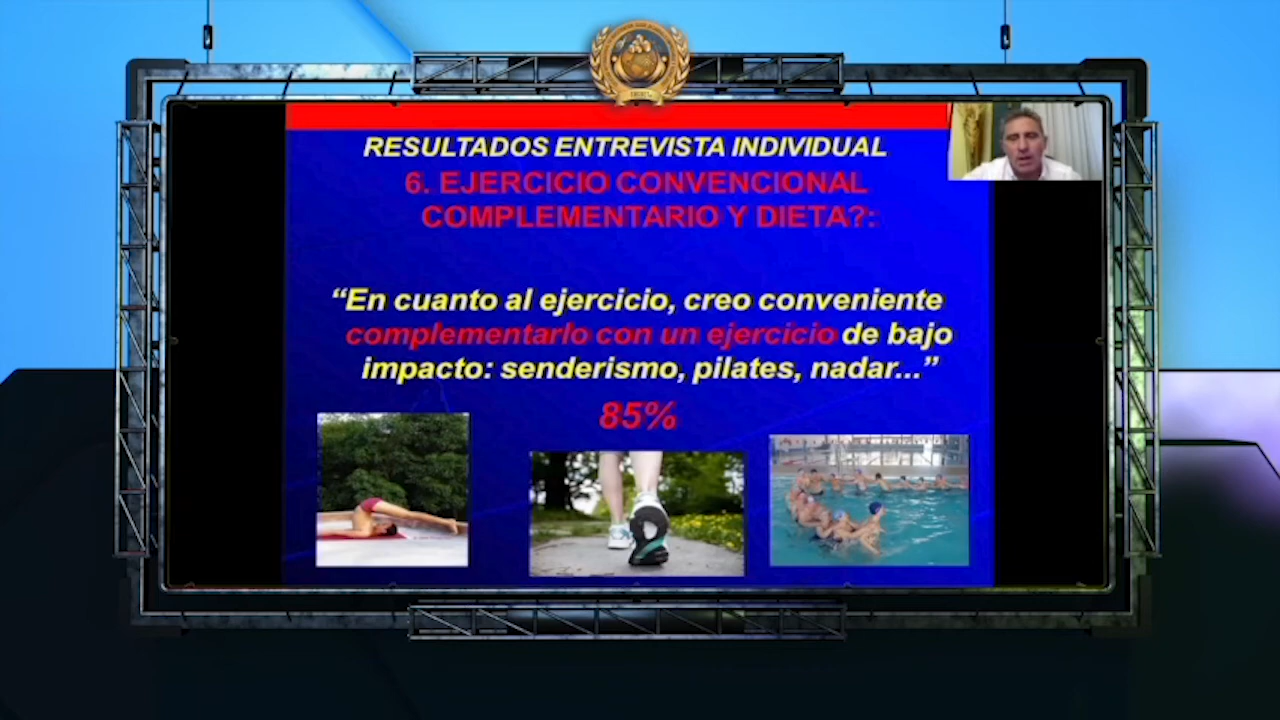 RESULTADOS ENTREVISTA INDIVIDUAL
6. EJERCICIO CONVENCIONAL
COMPLEMENTARIO Y DIETA?:
“En cuanto al ejercicio, creo conveniente
complementarlo con un ejercicio de bajo
impacto: senderismo, pilates, nadar...”
85%